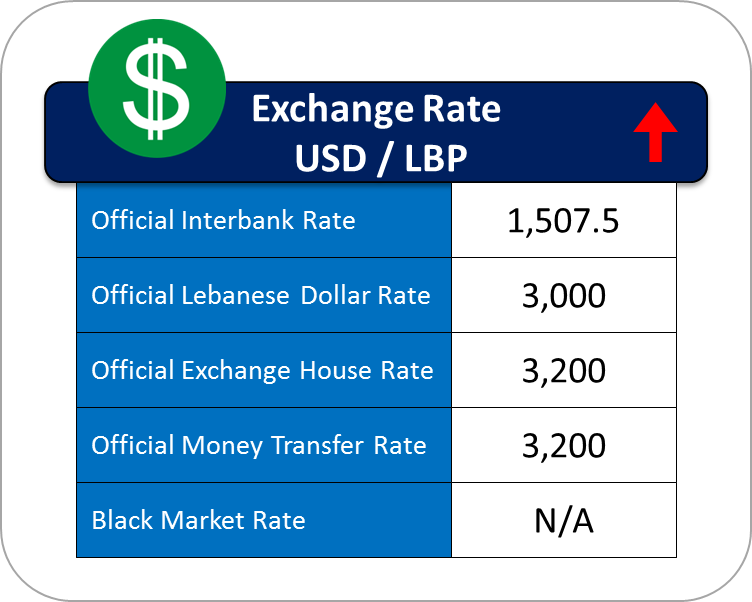 $
Exchange Rate
USD / LBP
Official Interbank Rate 1,507.5
Official Lebanese Dollar Rate 3,000
Official Exchange House Rate 3,200
Official Money Transfer Rate 3,200
Black Market Rate N/A